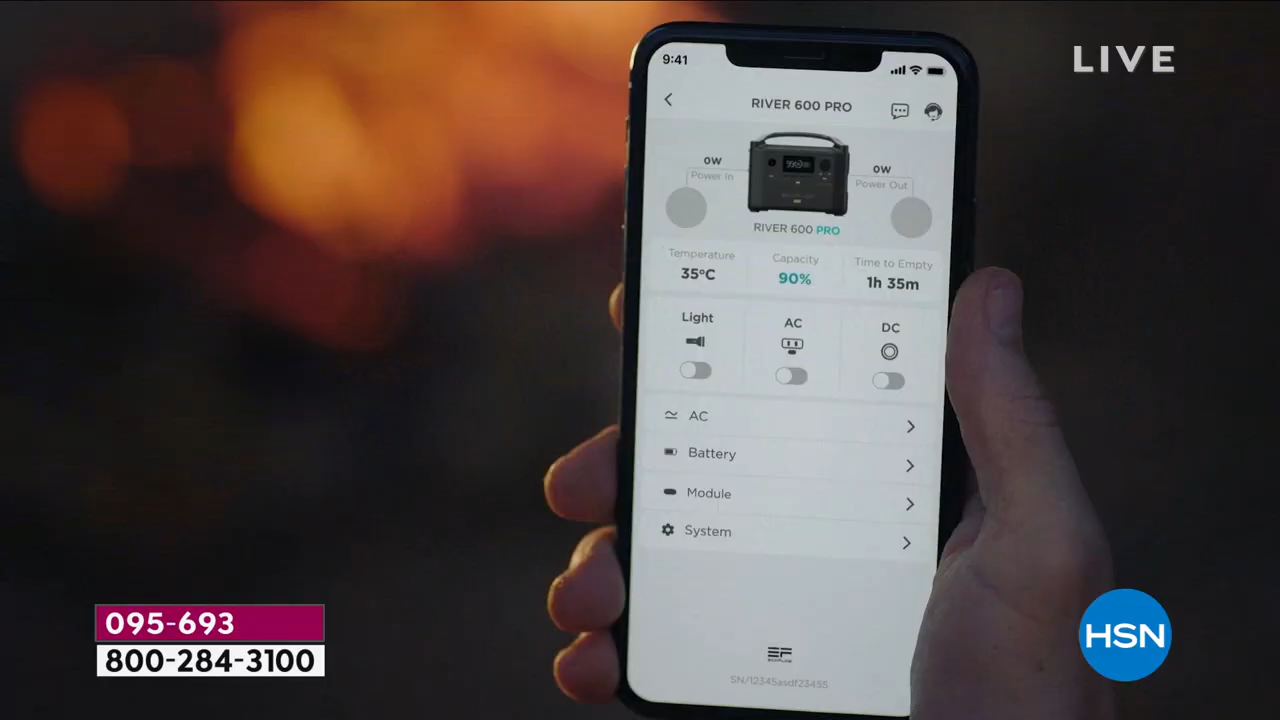 LIVE
9:41
RIVER 600 PRO
0W
Power In
0W
Power Out
RIVER 600 PRO
Temperature
35°C
Capacity
90%
Time to Empty
1h 35m
Light
AC
DC
AC
Battery
Module
System
EF
ECOFLOW
SN/12345asdf23455
095-693
800-284-3100
HSN